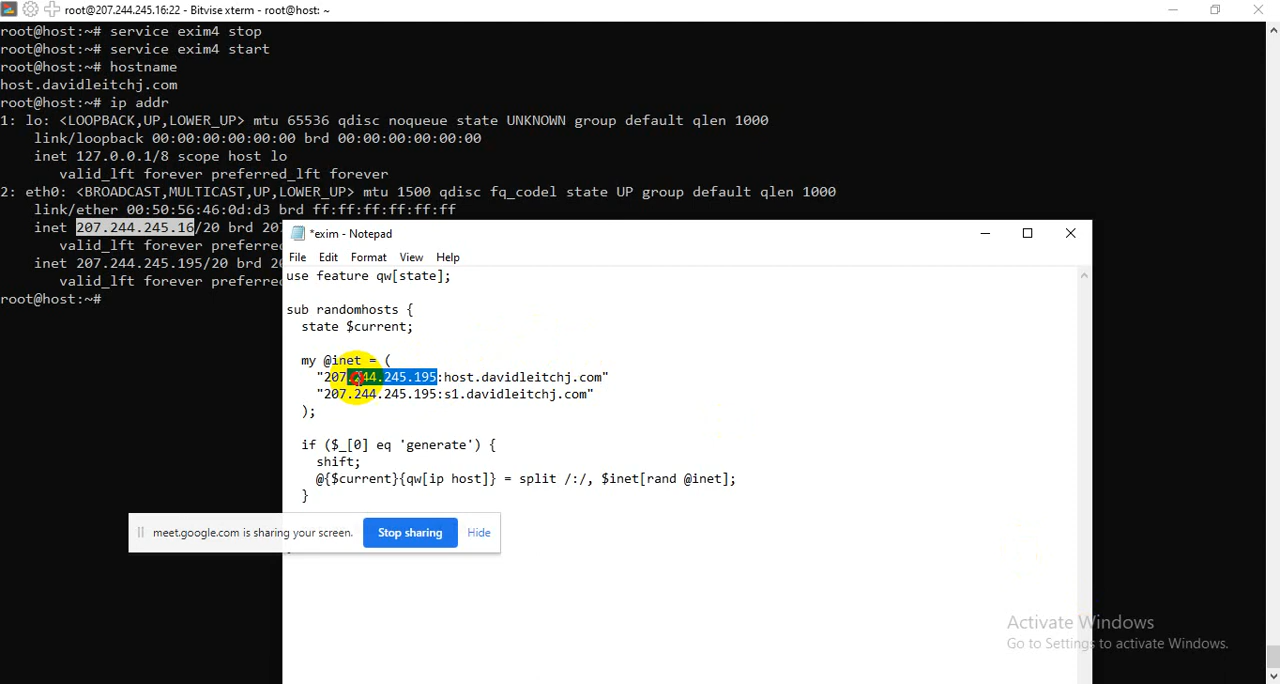 root@207.244.245.16:22 - Bitvise xterm - root@host: ~
root@host:~# service exim4 stop
root@host:~# service exim4 start
root@host:~# hostname
host.davidleitchj.com
root@host:~# ip addr
1: lo: <LOOPBACK,UP,LOWER_UP> mtu 65536 qdisc noqueue state UNKNOWN group default qlen 1000
link/loopback 00:00:00:00:00:00 brd 00:00:00:00:00:00
inet 127.0.0.1/8 scope host lo
valid_lft forever preferred_lft forever
2: eth0: <BROADCAST,MULTICAST,UP,LOWER_UP> mtu 1500 qdisc fq_codel state UP group default qlen 1000
link/ether 00:50:56:46:0d:d3 brd ff:ff:ff:ff:ff:ff
inet 207.244.245.16/20 brd
valid_lft forever
inet 207.244.245.195/20 brd
valid_lft forever
root@host:~#
*exim - Notepad
File Edit Format View Help
use feature qw[state];
sub randomhosts {
state $current;
my @inet = (
"207.244.245.195:host.davidleitchj.com"
"207.244.245.195:s1.davidleitchj.com"
);
if ($_[0] eq 'generate') {
shift;
@{$current}{qw[ip host]} = split /:/, $inet[rand @inet];
}
meet.google.com is sharing your screen.
Stop sharing
Hide
Activate Windows
Go to Settings to activate Windows.